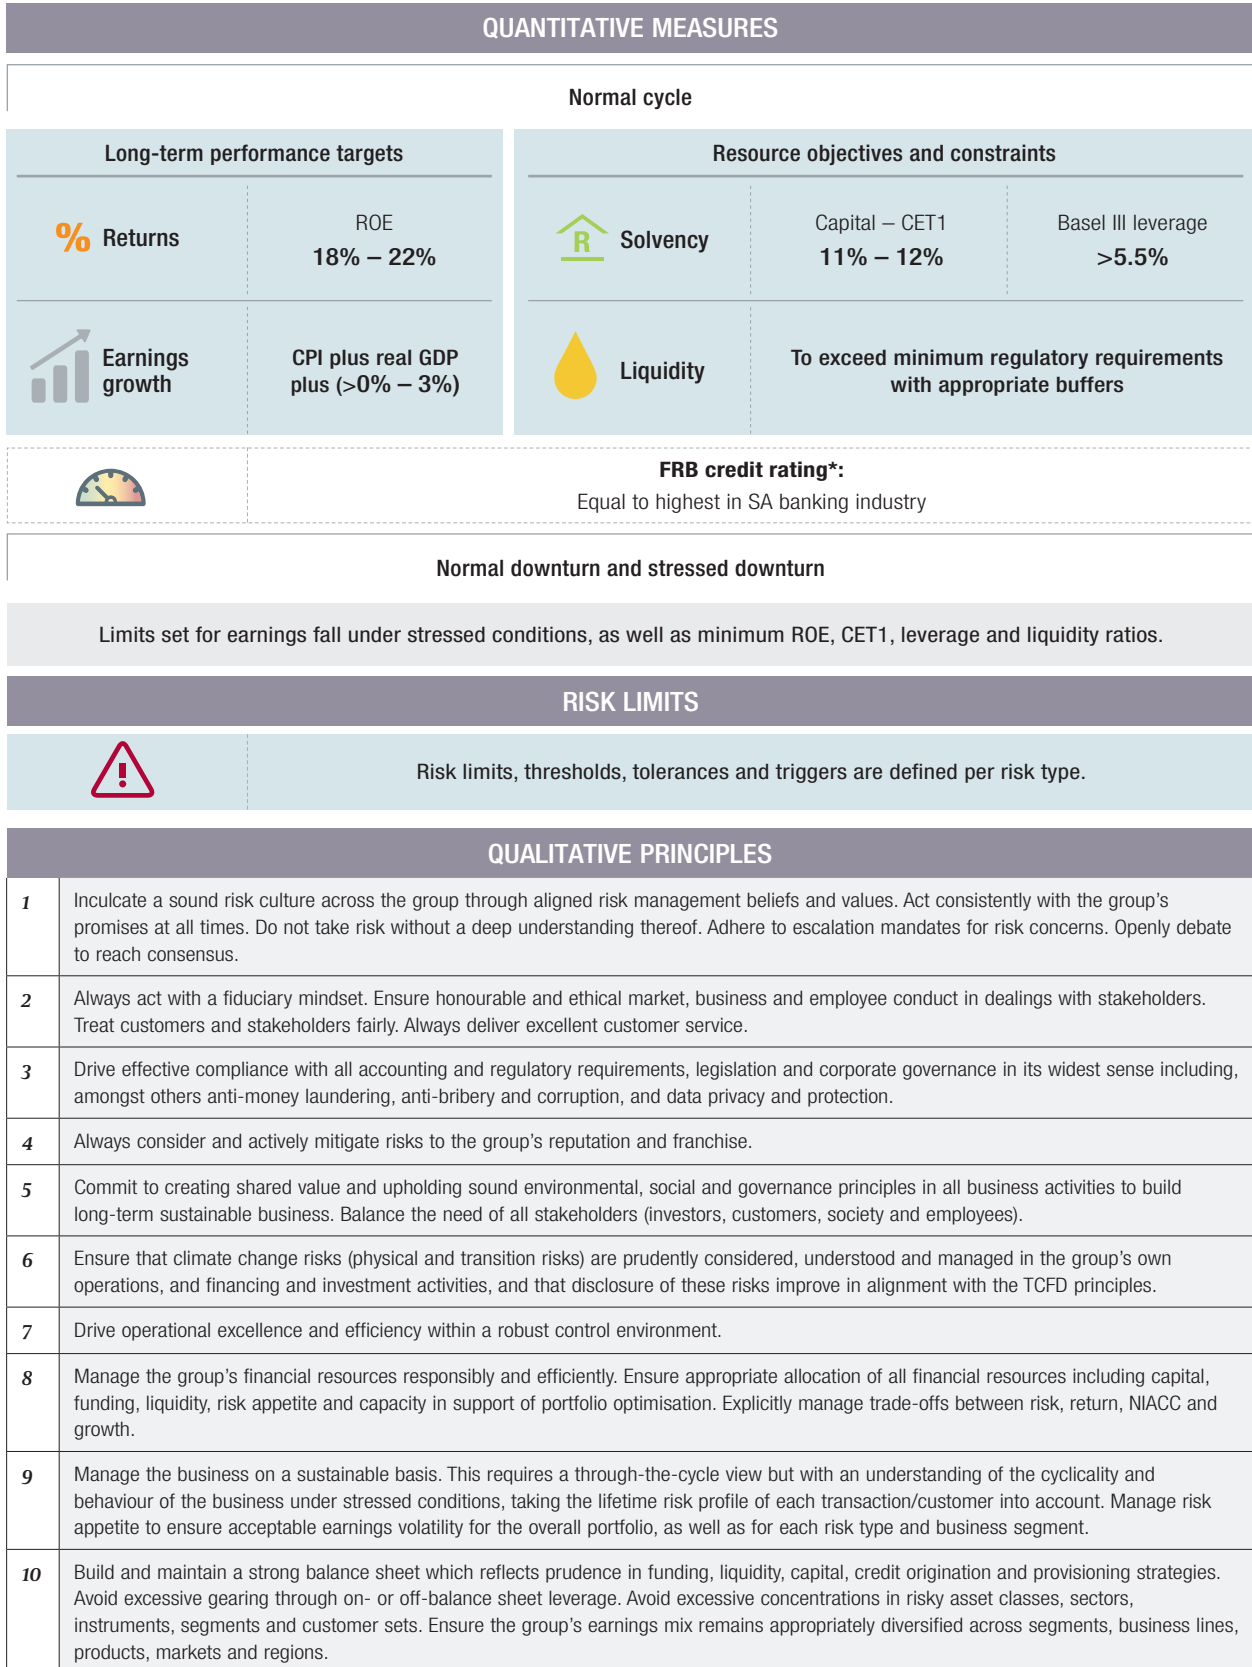 QUANTITATIVE MEASURES
Normal cycle
Long-term performance targets
% Returns
ROE
18% – 22%
Earnings
growth
CPI plus real GDP
plus (>0% – 3%)
Resource objectives and constraints
R
Solvency
Capital – CET1
11% – 12%
Basel III leverage
>5.5%
Liquidity
To exceed minimum regulatory requirements
with appropriate buffers
FRB credit rating*:
Equal to highest in SA banking industry
Normal downturn and stressed downturn
Limits set for earnings fall under stressed conditions, as well as minimum ROE, CET1, leverage and liquidity ratios.
RISK LIMITS
!
Risk limits, thresholds, tolerances and triggers are defined per risk type.
QUALITATIVE PRINCIPLES
1
Inculcate a sound risk culture across the group through aligned risk management beliefs and values. Act consistently with the group's
promises at all times. Do not take risk without a deep understanding thereof. Adhere to escalation mandates for risk concerns. Openly debate
to reach consensus.
2
Always act with a fiduciary mindset. Ensure honourable and ethical market, business and employee conduct in dealings with stakeholders.
Treat customers and stakeholders fairly. Always deliver excellent customer service.
3
Drive effective compliance with all accounting and regulatory requirements, legislation and corporate governance in its widest sense including,
amongst others anti-money laundering, anti-bribery and corruption, and data privacy and protection.
4
Always consider and actively mitigate risks to the group's reputation and franchise.
5
Commit to creating shared value and upholding sound environmental, social and governance principles in all business activities to build
long-term sustainable business. Balance the need of all stakeholders (investors, customers, society and employees).
6
Ensure that climate change risks (physical and transition risks) are prudently considered, understood and managed in the group's own
operations, and financing and investment activities, and that disclosure of these risks improve in alignment with the TCFD principles.
7
Drive operational excellence and efficiency within a robust control environment.
8
Manage the group's financial resources responsibly and efficiently. Ensure appropriate allocation of all financial resources including capital,
funding, liquidity, risk appetite and capacity in support of portfolio optimisation. Explicitly manage trade-offs between risk, return, NIACC and
growth.
9
Manage the business on a sustainable basis. This requires a through-the-cycle view but with an understanding of the cyclicality and
behaviour of the business under stressed conditions, taking the lifetime risk profile of each transaction/customer into account. Manage risk
appetite to ensure acceptable earnings volatility for the overall portfolio, as well as for each risk type and business segment.
10
Build and maintain a strong balance sheet which reflects prudence in funding, liquidity, capital, credit origination and provisioning strategies.
Avoid excessive gearing through on- or off-balance sheet leverage. Avoid excessive concentrations in risky asset classes, sectors,
instruments, segments and customer sets. Ensure the group's earnings mix remains appropriately diversified across segments, business lines,
products, markets and regions.